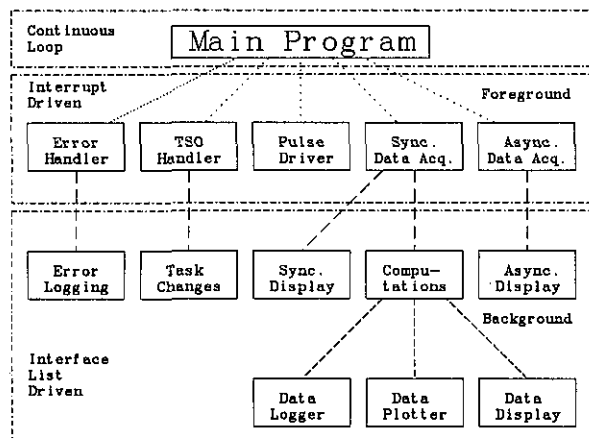 Continuous
Loop
Main Program
Interrupt
Driven
Foreground
Error
Handler
TSO
Handler
Pulse
Driver
Sync.
Data Acq.
Async.
Data Acq.
Error
Logging
Task
Changes
Sync.
Display
Compu-
tations
Async.
Display
Background
Interface
List
Driven
Data
Logger
Data
Plotter
Data
Display